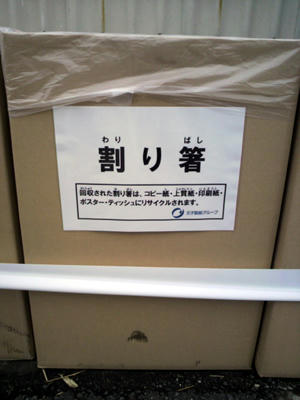 わり ばし
割り箸
回収された割り箸は、コピー紙・上質紙・印刷紙・
ポスター・ティッシュにリサイクルされます。
王子製紙グループ